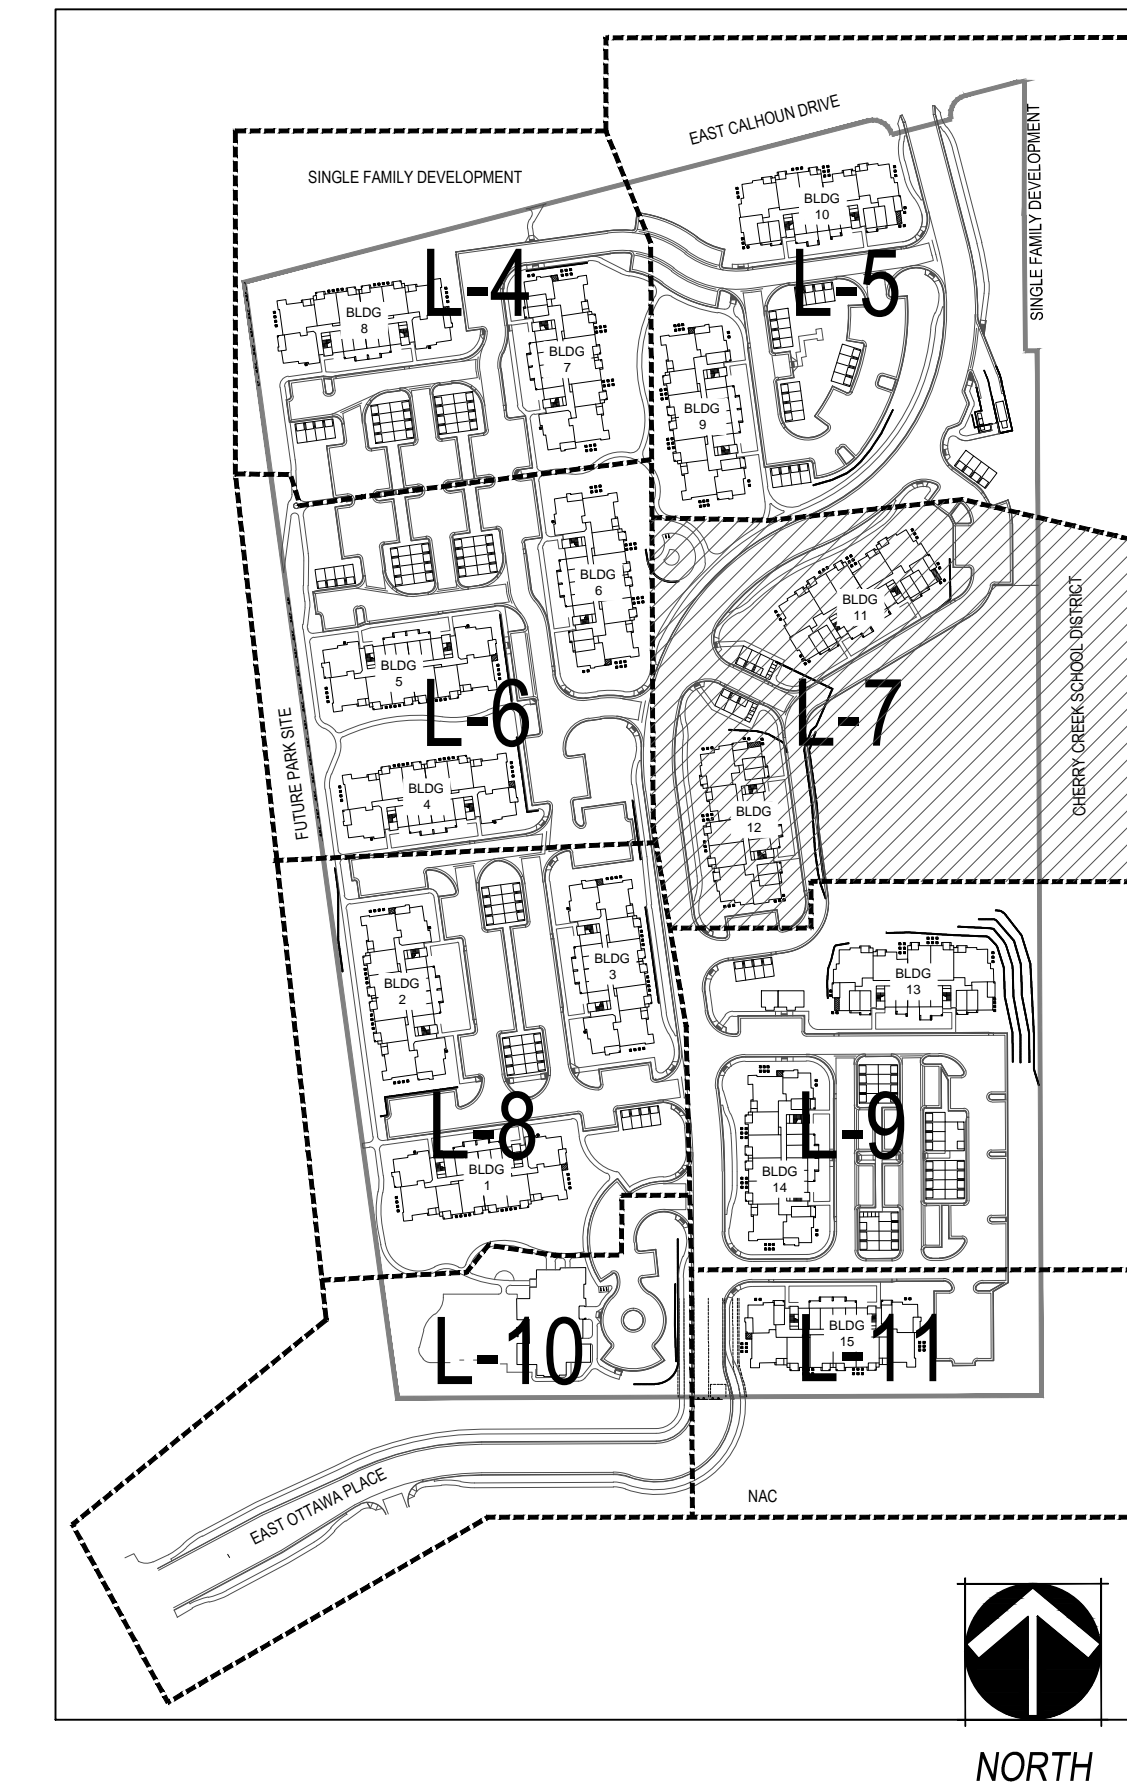 EAST CALHOUN DRIVE
SINGLE FAMILY DEVELOPMENT
SINGLE FAMILY DEVELOPMENT
BLDG
10
L-4
L-5
BLDG
8
BLDG
7
BLDG
9
BLDG
6
BLDG
11
BLDG
5
L-6
L-7
CHERRY CREEK SCHOOL DISTRICT
FUTURE PARK SITE
BLDG
4
BLDG
12
BLDG
3
BLDG
2
BLDG
13
L-8
L-9
BLDG
1
BLDG
14
L-10
BLDG
15
L-11
EAST OTTAWA PLACE
NAC
NORTH